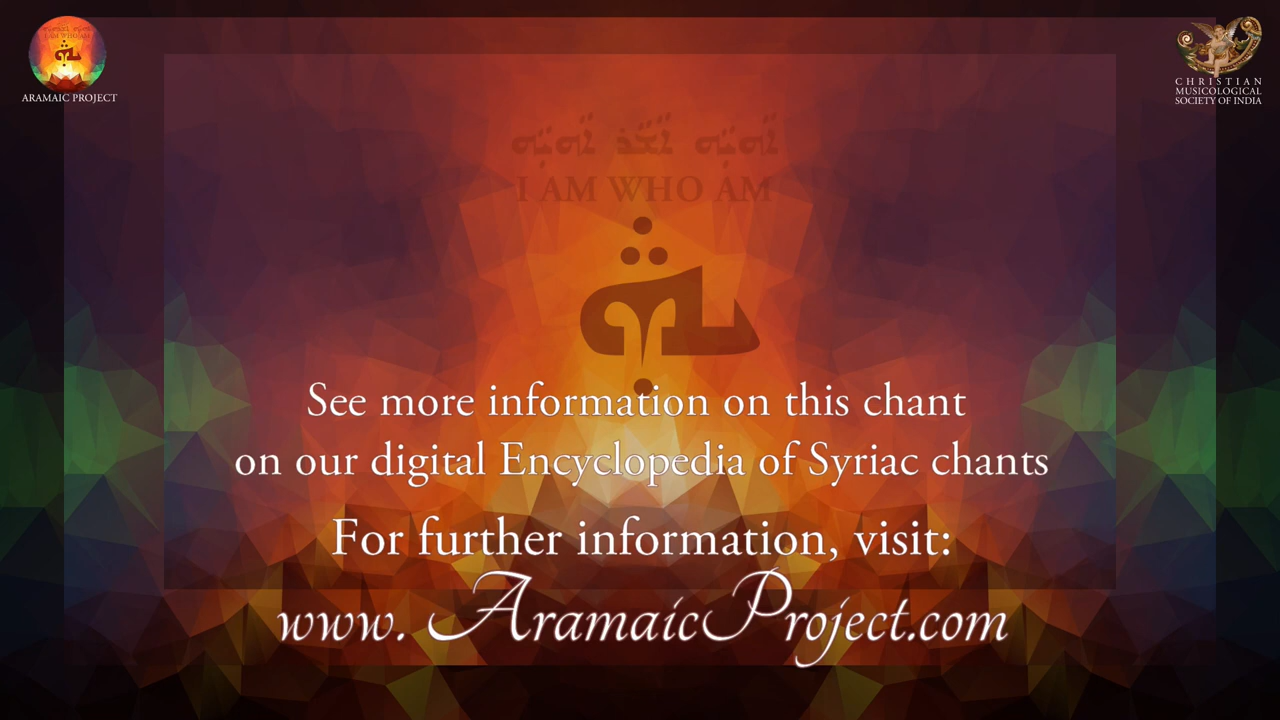 ARAMAIC PROJECT
CHRISTIAN
MUSICOLOGICAL
SOCIETY OF INDIA
I AM WHO AM
See more information on this chant
on our digital Encyclopedia of Syriac chants
For further information, visit:
www. AramaicProject.com